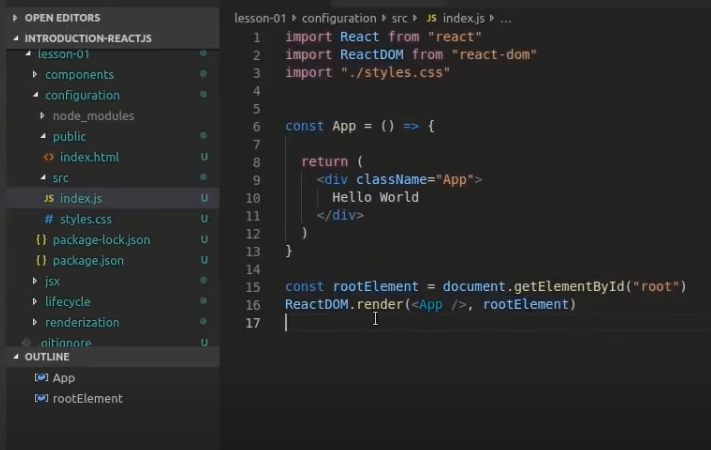 OPEN EDITORS
INTRODUCTION-REACTJS
lesson-01
components
configuration
node_modules
public
<> index.html U
src
JS index.js U
# styles.css U
{} package-lock.json U
{} package.json U
jsx
lifecycle
renderization
.gitignore
OUTLINE
App
rootElement
lesson-01 configuration src JS index.js ...
1 import React from "react"
2 import ReactDOM from "react-dom"
3 import "./styles.css"
4
5
6 const App = () => {
7
8 return (
9 <div className="App">
10 Hello World
11 </div>
12 )
13 }
14
15 const rootElement = document.getElementById("root")
16 ReactDOM.render(<App />, rootElement)
17